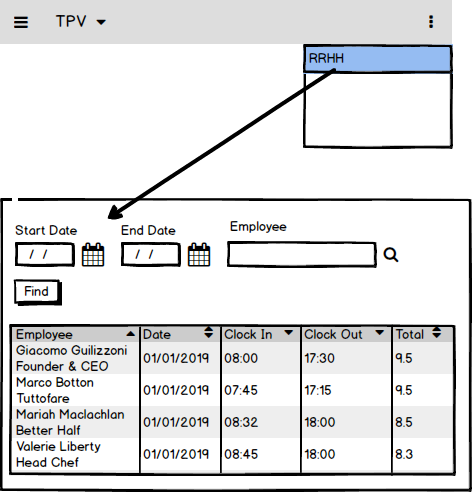 TPV
RRHH
Start Date End Date Employee
/ / / /
Find
Employee Date Clock In Clock Out Total
Giacomo Guilizzoni
Founder & CEO 01/01/2019 08:00 17:30 9.5
Marco Botton
Tuttofare 01/01/2019 07:45 17:15 9.5
Mariah Maclachlan
Better Half 01/01/2019 08:32 18:00 8.5
Valerie Liberty
Head Chef 01/01/2019 08:45 18:00 8.3